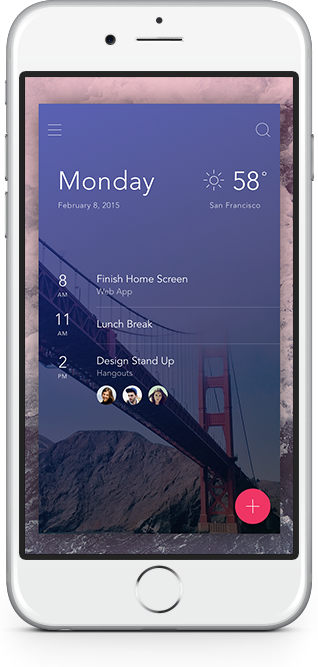 Monday
58°
February 8, 2015
San Francisco
8
AM
Finish Home Screen
Web App
11
AM
Lunch Break
2
PM
Design Stand Up
Hangouts